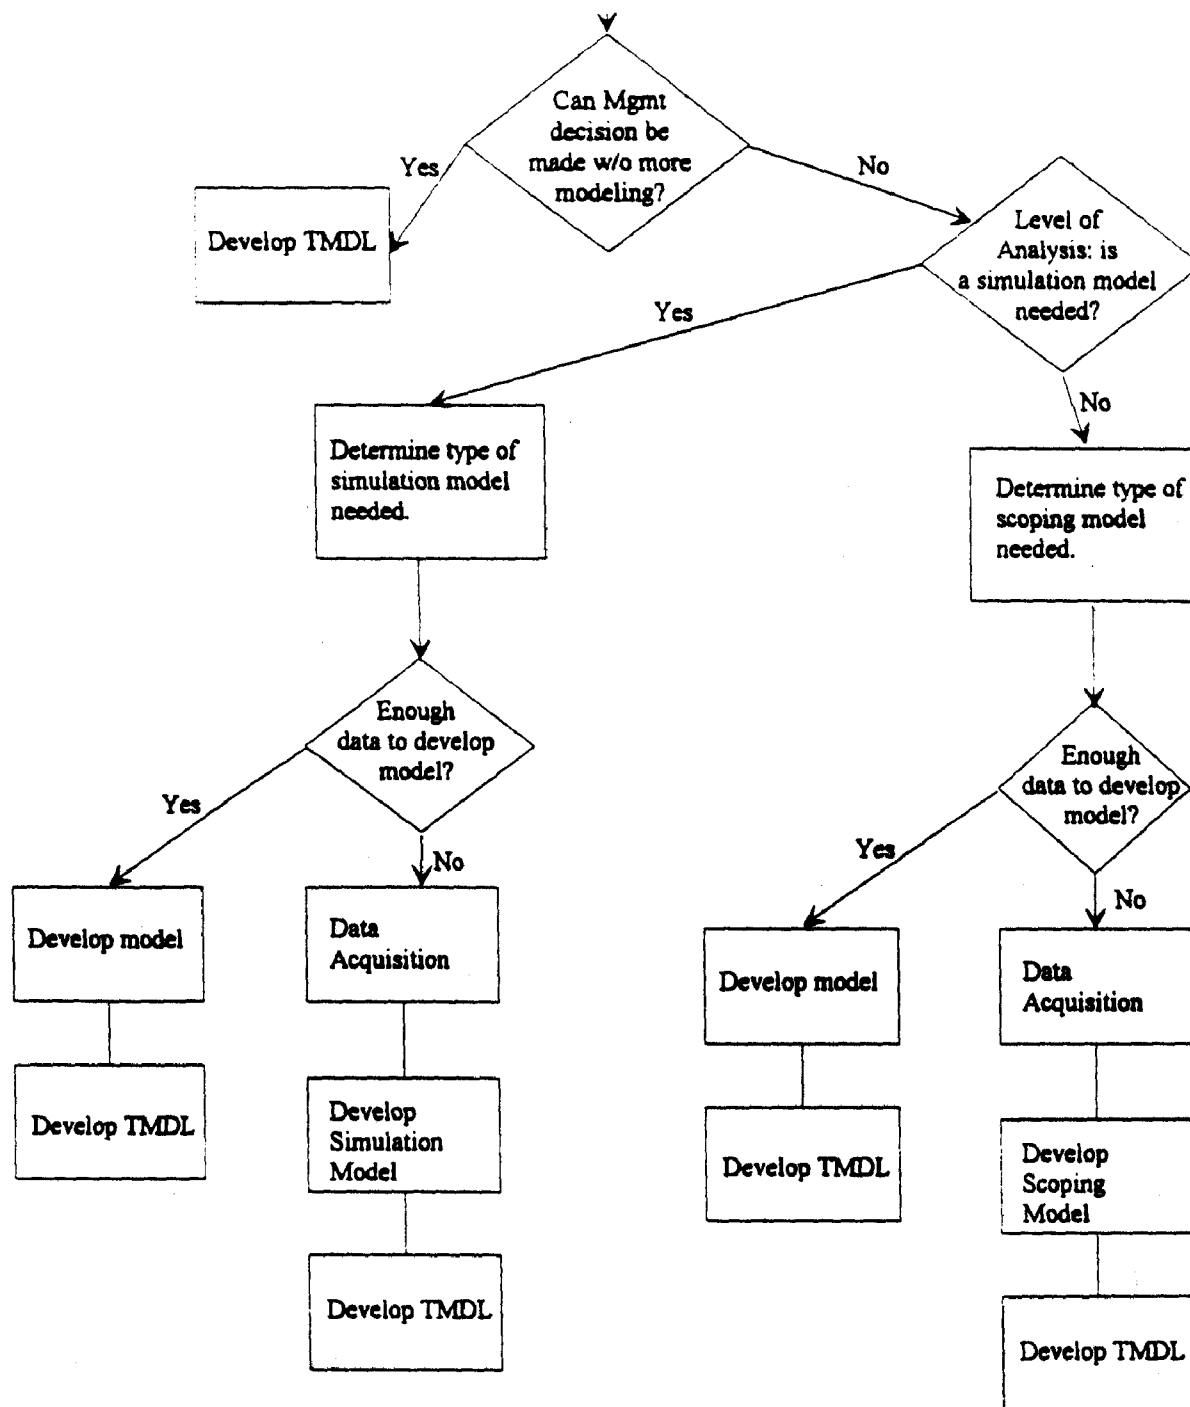 Can Mgmt
decision be
made w/o more
modeling?
Yes
No
Develop TMDL
Level of
Analysis: is
a simulation model
needed?
Yes
No
Determine type of
simulation model
needed.
Determine type of
scoping model
needed.
Enough
data to develop
model?
Yes
No
Enough
data to develop
model?
Yes
No
Develop model
Data
Acquisition
Develop model
Data
Acquisition
Develop TMDL
Develop
Simulation
Model
Develop TMDL
Develop
Scoping
Model
Develop TMDL
Develop TMDL